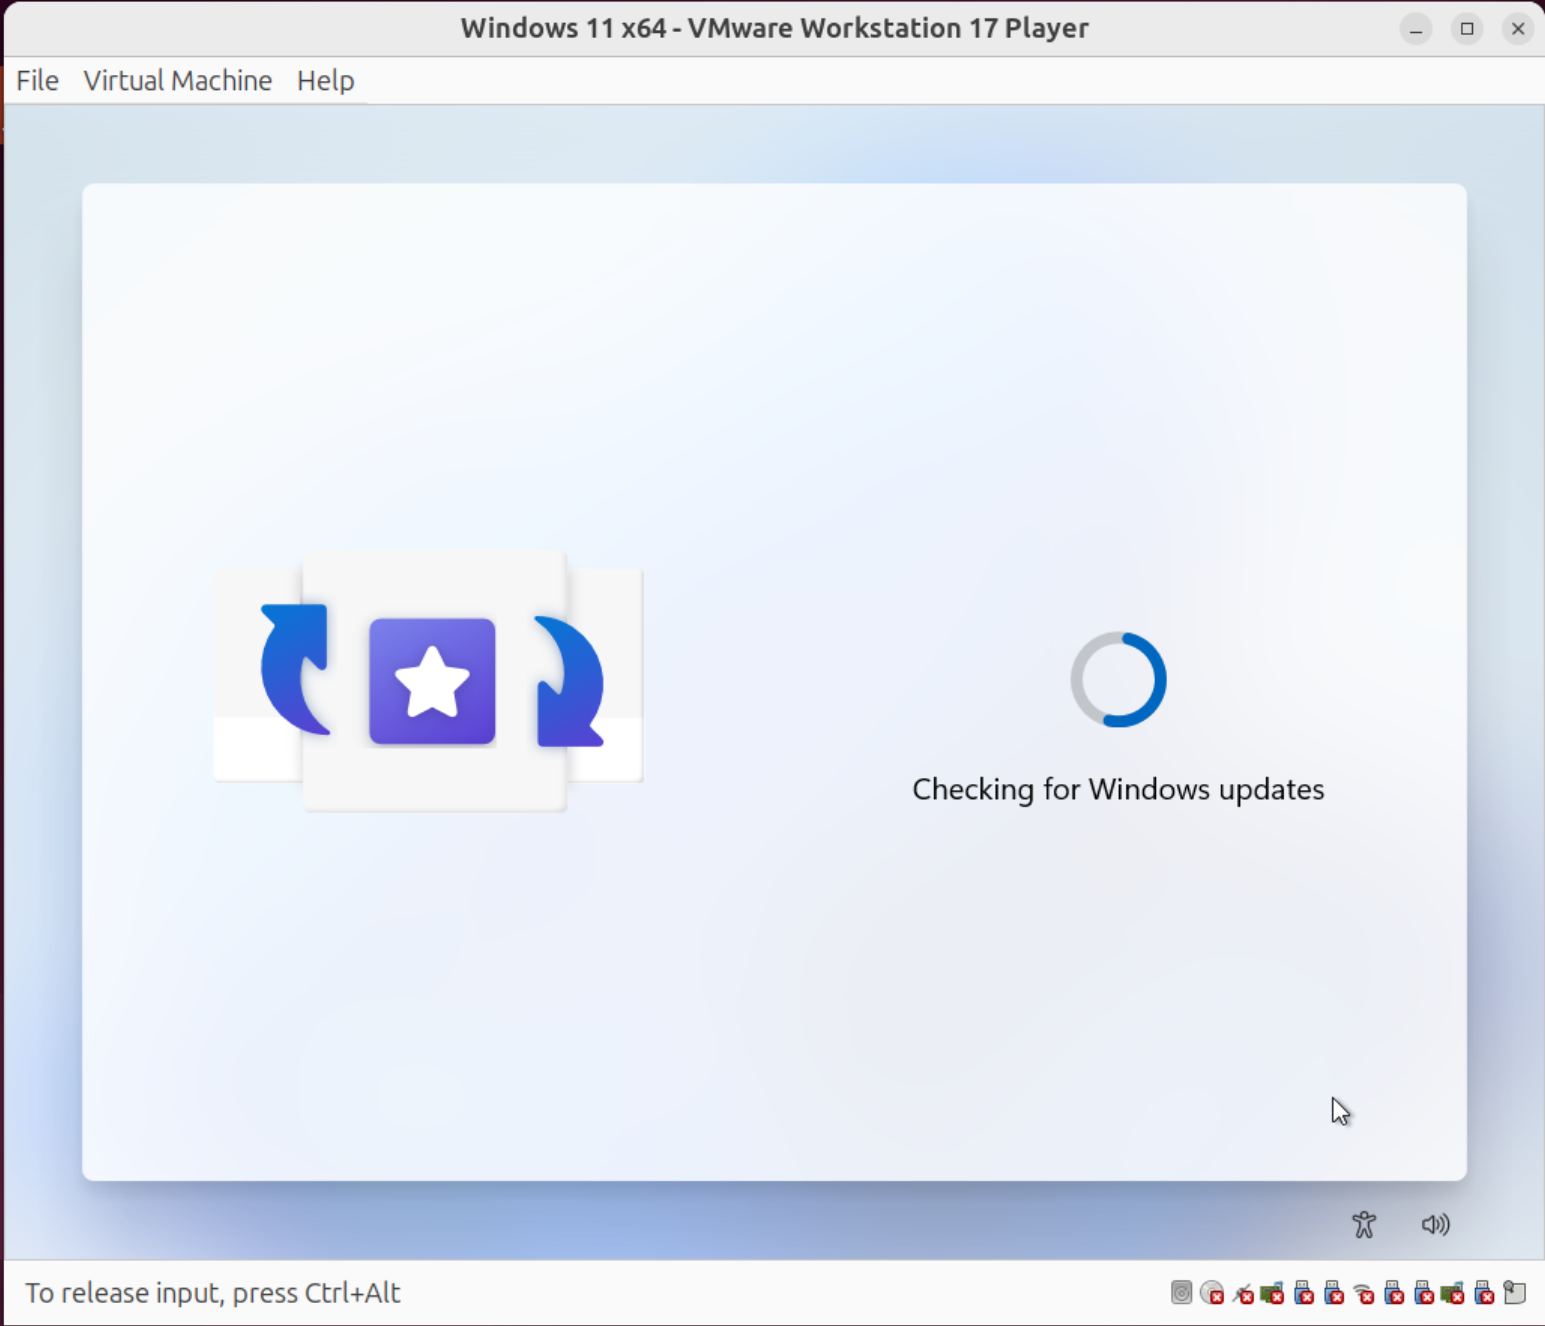 Windows 11 x64 - VMware Workstation 17 Player
File Virtual Machine Help
Checking for Windows updates
To release input, press Ctrl+Alt